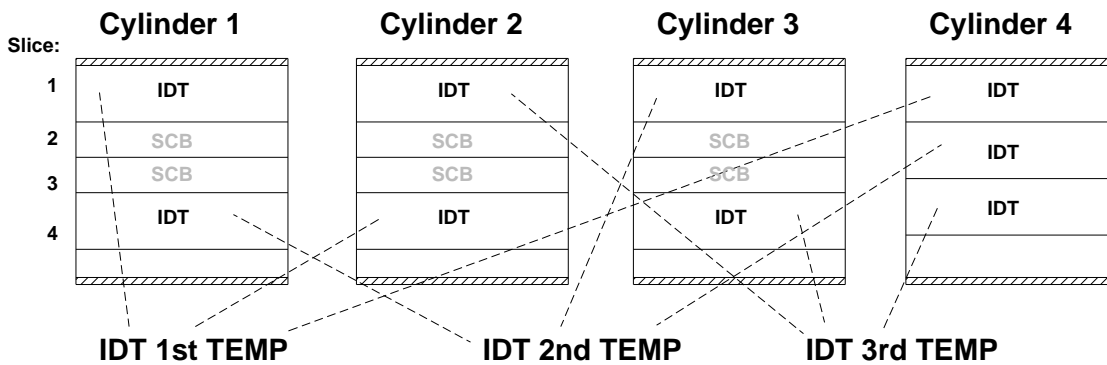 Cylinder 1 Cylinder 2 Cylinder 3 Cylinder 4
Slice:
1 IDT IDT IDT IDT
2 SCB SCB SCB IDT
3 SCB SCB SCB IDT
4 IDT IDT IDT
IDT 1st TEMP IDT 2nd TEMP IDT 3rd TEMP